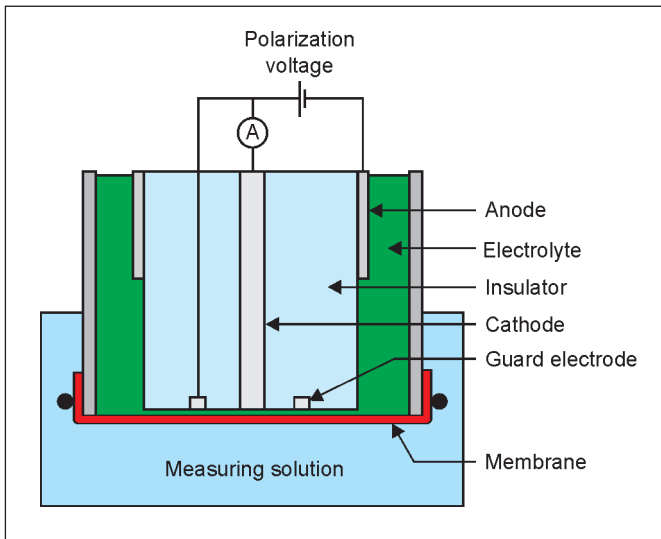 Polarization
voltage
A
Anode
Electrolyte
Insulator
Cathode
Guard electrode
Membrane
Measuring solution